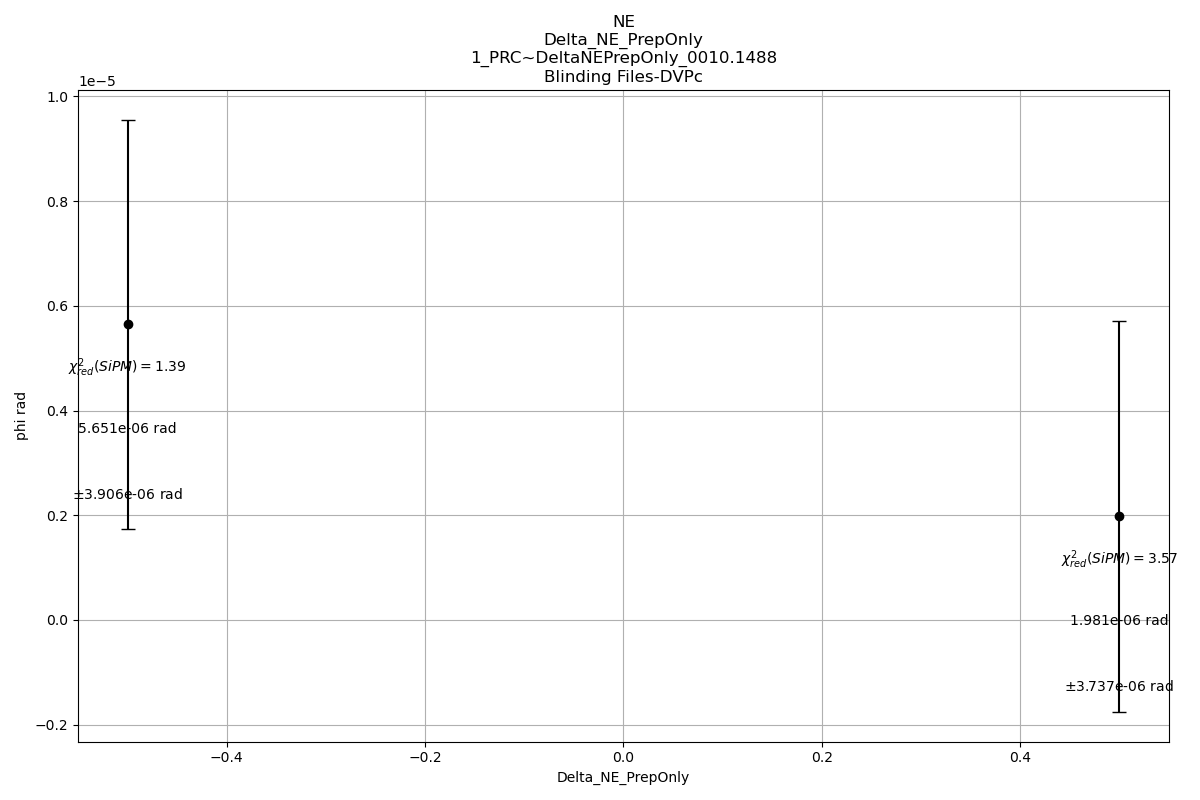 NE
Delta_NE_PrepOnly
1_PRC~DeltaNEPrepOnly_0010.1488
Blinding Files-DVPc
1e−5
1.0
0.8
0.6
0.4
0.2
0.0
−0.2
phi rad
χ²red(SiPM) = 1.39
5.651e-06 rad
±3.906e-06 rad
χ²red(SiPM) = 3.57
1.981e-06 rad
±3.737e-06 rad
−0.4 −0.2 0.0 0.2 0.4
Delta_NE_PrepOnly